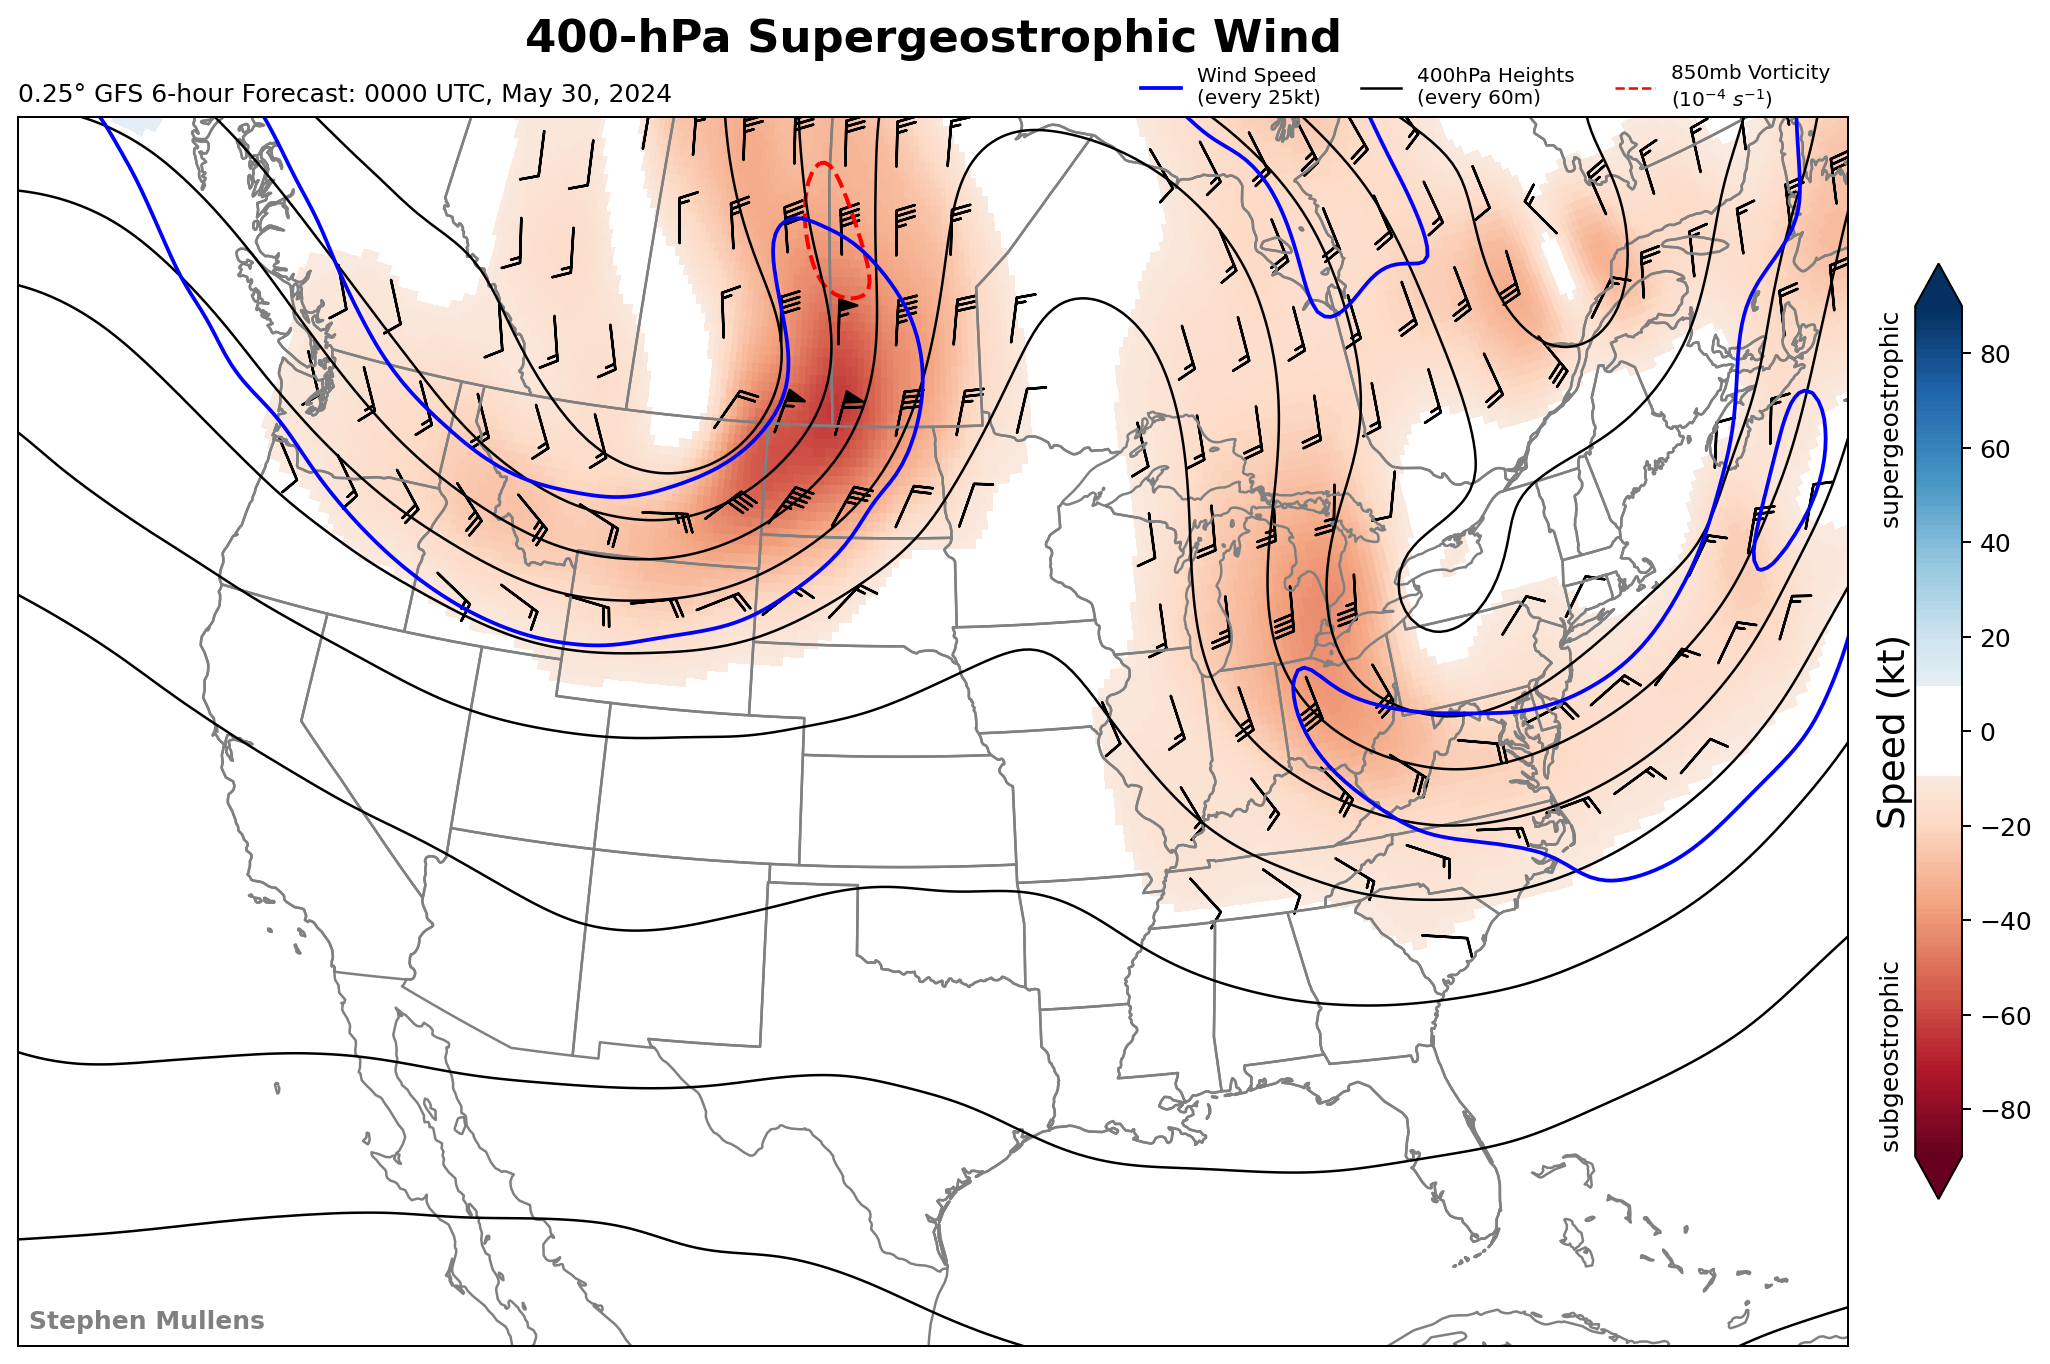 400-hPa Supergeostrophic Wind
0.25° GFS 6-hour Forecast: 0000 UTC, May 30, 2024
Wind Speed
(every 25kt)
400hPa Heights
(every 60m)
850mb Vorticity
(10⁻⁴ s⁻¹)
supergeostrophic
Speed (kt)
subgeostrophic
80
60
40
20
0
−20
−40
−60
−80
Stephen Mullens